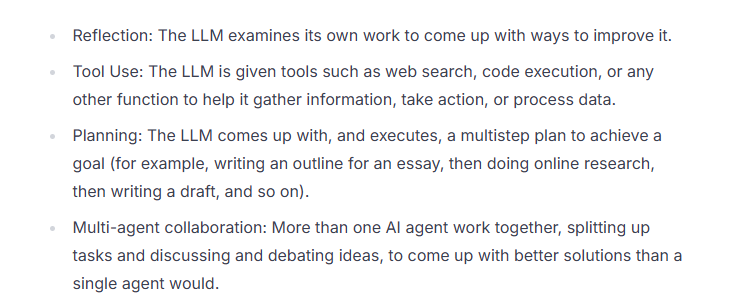 Reflection: The LLM examines its own work to come up with ways to improve it.
Tool Use: The LLM is given tools such as web search, code execution, or any
other function to help it gather information, take action, or process data.
Planning: The LLM comes up with, and executes, a multistep plan to achieve a
goal (for example, writing an outline for an essay, then doing online research,
then writing a draft, and so on).
Multi-agent collaboration: More than one AI agent work together, splitting up
tasks and discussing and debating ideas, to come up with better solutions than a
single agent would.